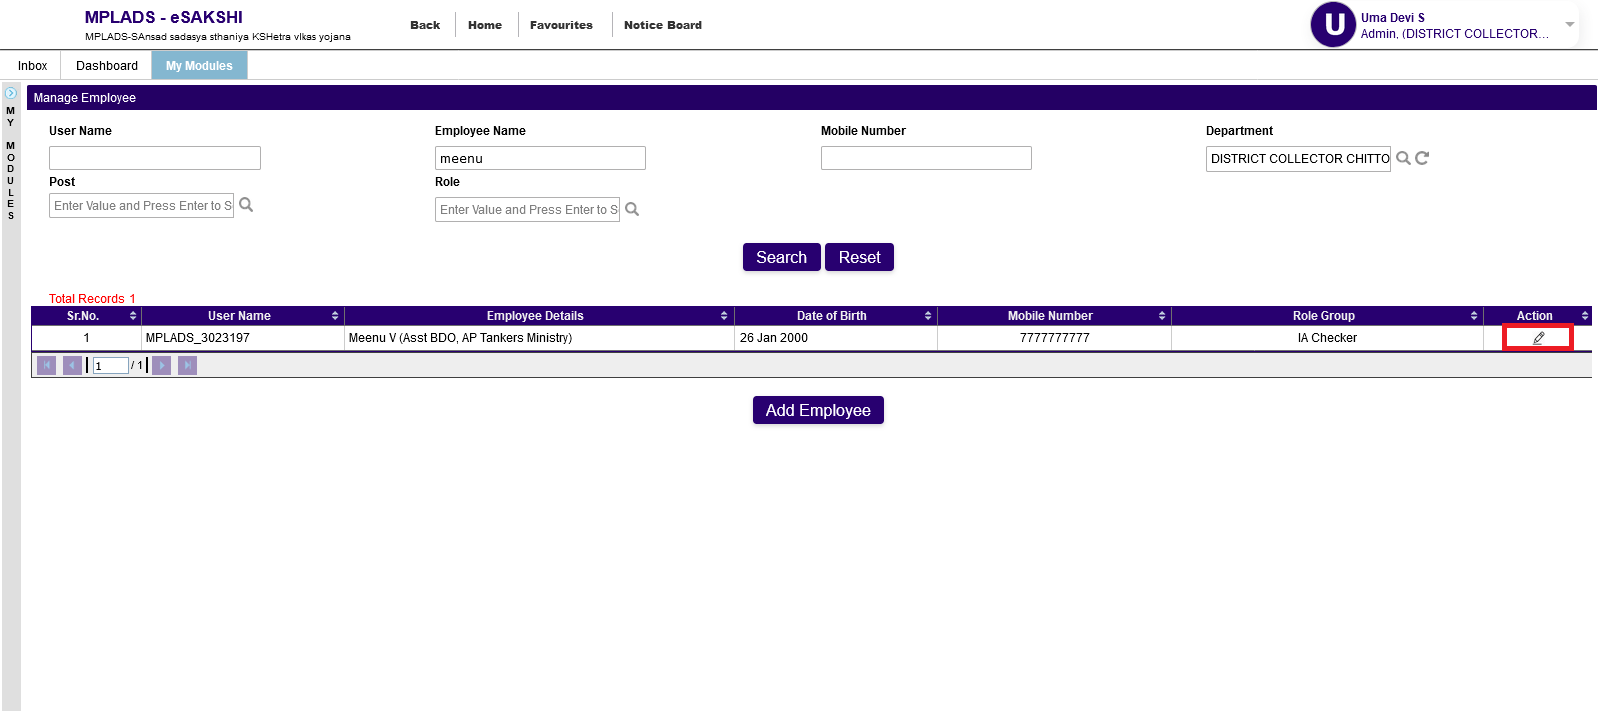 MPLADS - eSAKSHI
MPLADS-SAnsad sadasya sthaniya KSHetra vIkas yojana
Back
Home
Favourites
Notice Board
U
Uma Devi S
Admin, (DISTRICT COLLECTOR...
Inbox
Dashboard
My Modules
MY MODULES
Manage Employee
User Name
Employee Name
Mobile Number
Department
meenu
DISTRICT COLLECTOR CHITTO
Post
Role
Enter Value and Press Enter to S
Enter Value and Press Enter to S
Search
Reset
Total Records 1
Sr.No. User Name Employee Details Date of Birth Mobile Number Role Group Action
1 MPLADS_3023197 Meenu V (Asst BDO, AP Tankers Ministry) 26 Jan 2000 7777777777 IA Checker
1 / 1
Add Employee